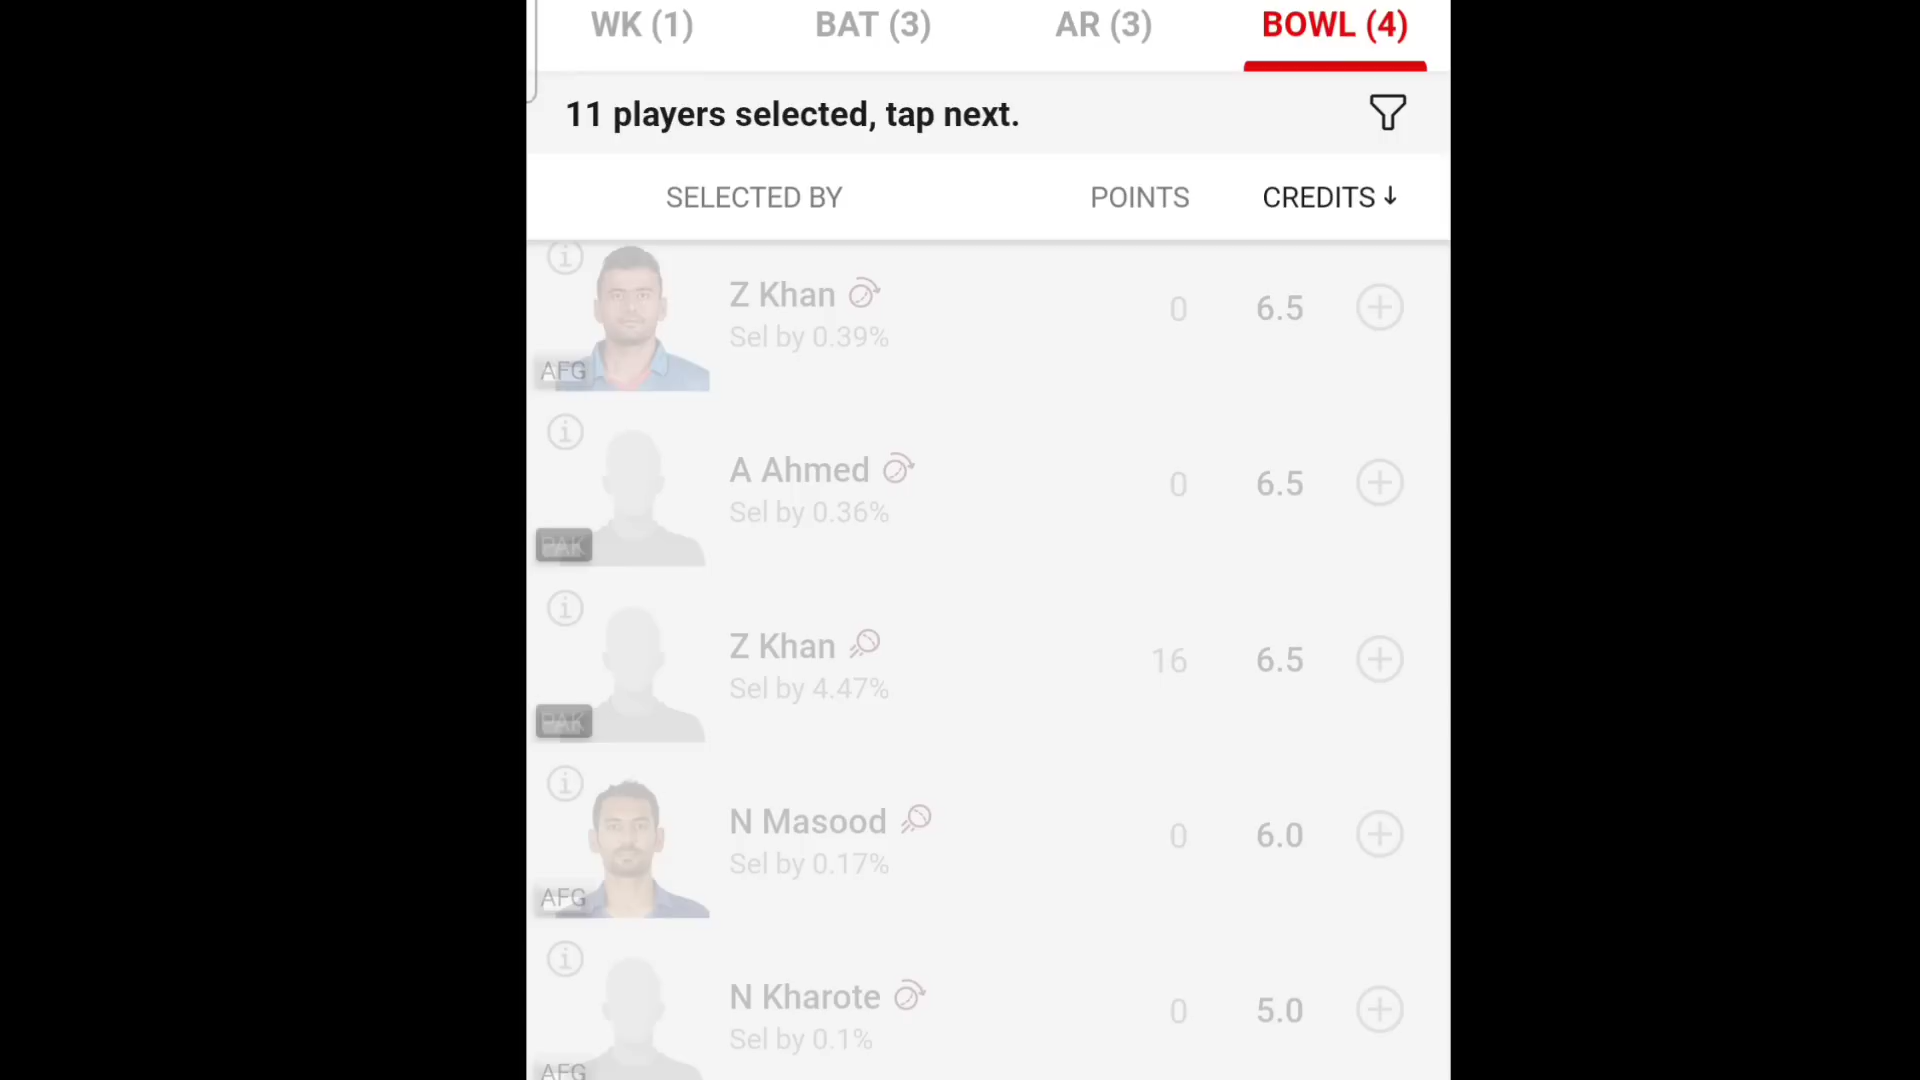 WK (1) BAT (3) AR (3) BOWL (4)
11 players selected, tap next.
SELECTED BY POINTS CREDITS ↓
Z Khan 0 6.5
Sel by 0.39%
AFG
A Ahmed 0 6.5
Sel by 0.36%
PAK
Z Khan 16 6.5
Sel by 4.47%
PAK
N Masood 0 6.0
Sel by 0.17%
AFG
N Kharote 0 5.0
Sel by 0.1%
AFG